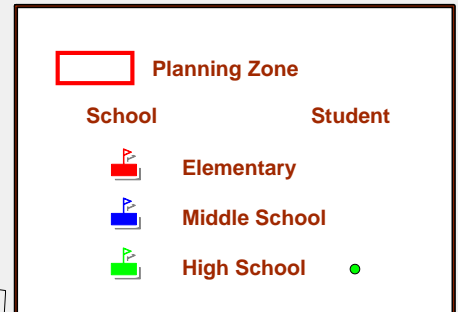 Planning Zone
School Student
Elementary
Middle School
High School